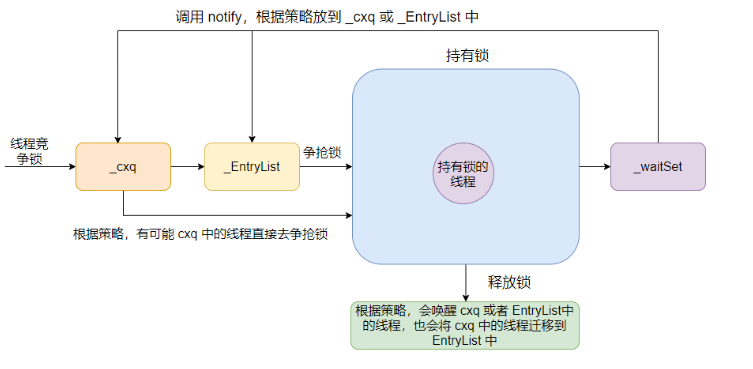 调用 notify，根据策略放到 _cxq 或 _EntryList 中
持有锁
线程竞
争锁
_cxq
_EntryList
争抢锁
持有锁的
线程
_waitSet
根据策略，有可能 cxq 中的线程直接去争抢锁
释放锁
根据策略，会唤醒 cxq 或者 EntryList中
的线程，也会将 cxq 中的线程迁移到
EntryList 中